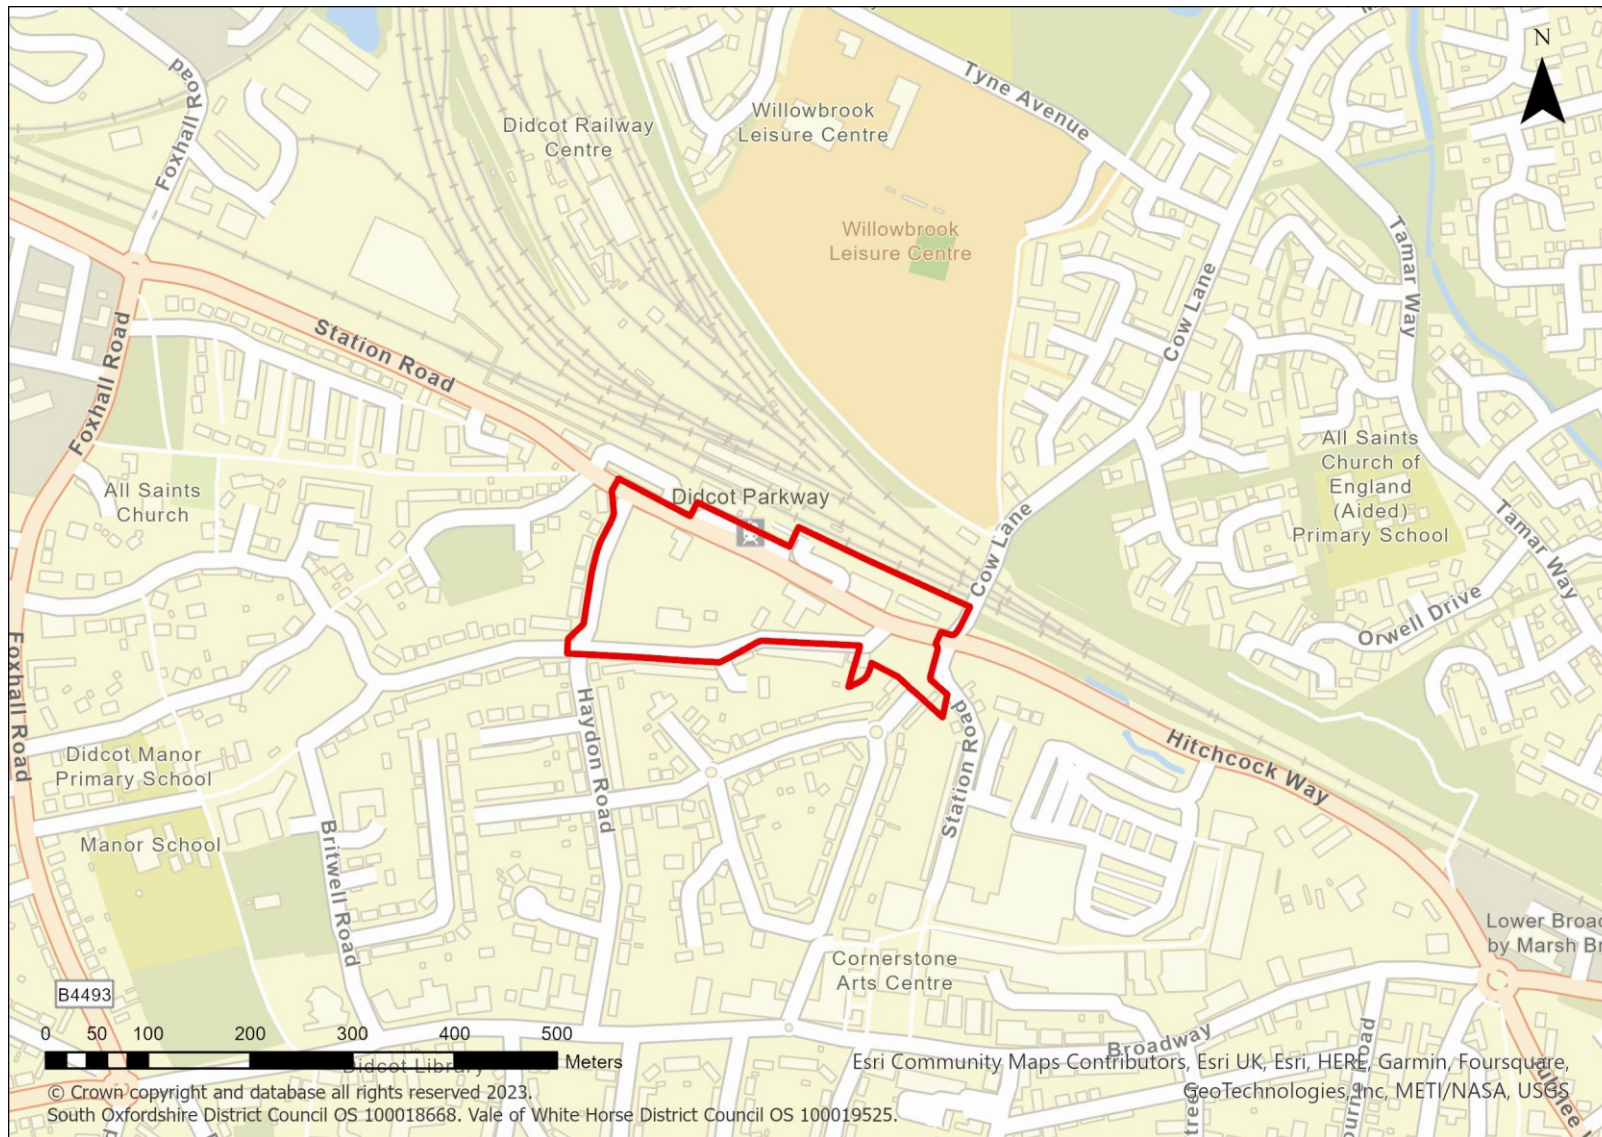 N
Foxhall Road
Didcot Railway
Centre
Willowbrook
Leisure Centre
Tyne Avenue
Willowbrook
Leisure Centre
Tamar Way
Cow Lane
Station Road
Foxhall Road
All Saints
Church
Didcot Parkway
Cow Lane
All Saints
Church of
England
(Aided)
Primary School
Tamar Way
Orwell Drive
Foxhall Road
Haydon Road
Station Road
Hitchcock Way
Didcot Manor
Primary School
Manor School
Britwell Road
Lower Broad
by Marsh Br
Cornerstone
Arts Centre
B4493
Broadway
0 50 100 200 300 400 500
Meters
Didcot Library
Esri Community Maps Contributors, Esri UK, Esri, HERE, Garmin, Foursquare,
GeoTechnologies, Inc, METI/NASA, USGS
© Crown copyright and database all rights reserved 2023.
South Oxfordshire District Council OS 100018668. Vale of White Horse District Council OS 100019525.